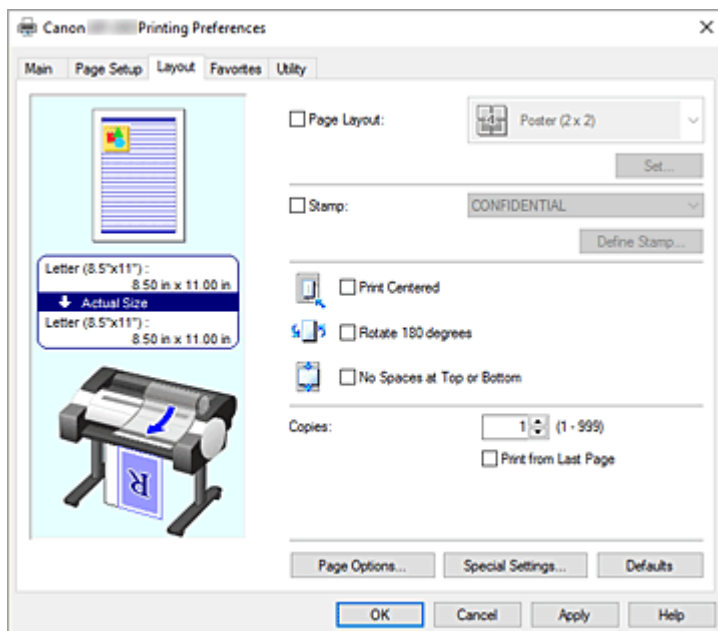 Canon Printing Preferences
Main Page Setup Layout Favorites Utility
Page Layout: 4 Poster (2 x 2)
Set...
Stamp: CONFIDENTIAL
Define Stamp...
Letter (8.5"x11") :
8.50 in x 11.00 in
Actual Size
Letter (8.5"x11") :
8.50 in x 11.00 in
R
Print Centered
Rotate 180 degrees
No Spaces at Top or Bottom
Copies: 1 (1 - 999)
Print from Last Page
Page Options... Special Settings... Defaults
OK Cancel Apply Help